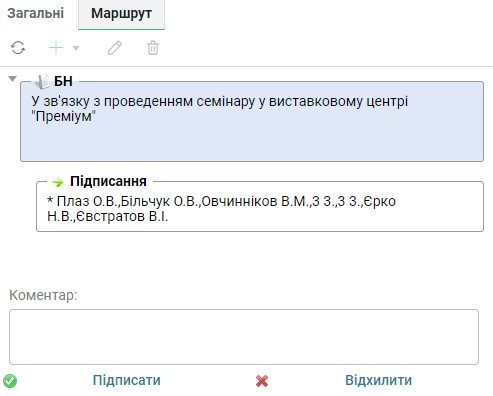 Загальні Маршрут
БН
У зв'язку з проведенням семінару у виставковому центрі
"Преміум"
Підписання
* Плаз О.В.,Більчук О.В.,Овчинніков В.М.,З З.,З З.,Єрко
Н.В.,Євстратов В.І.
Коментар:
Підписати Відхилити